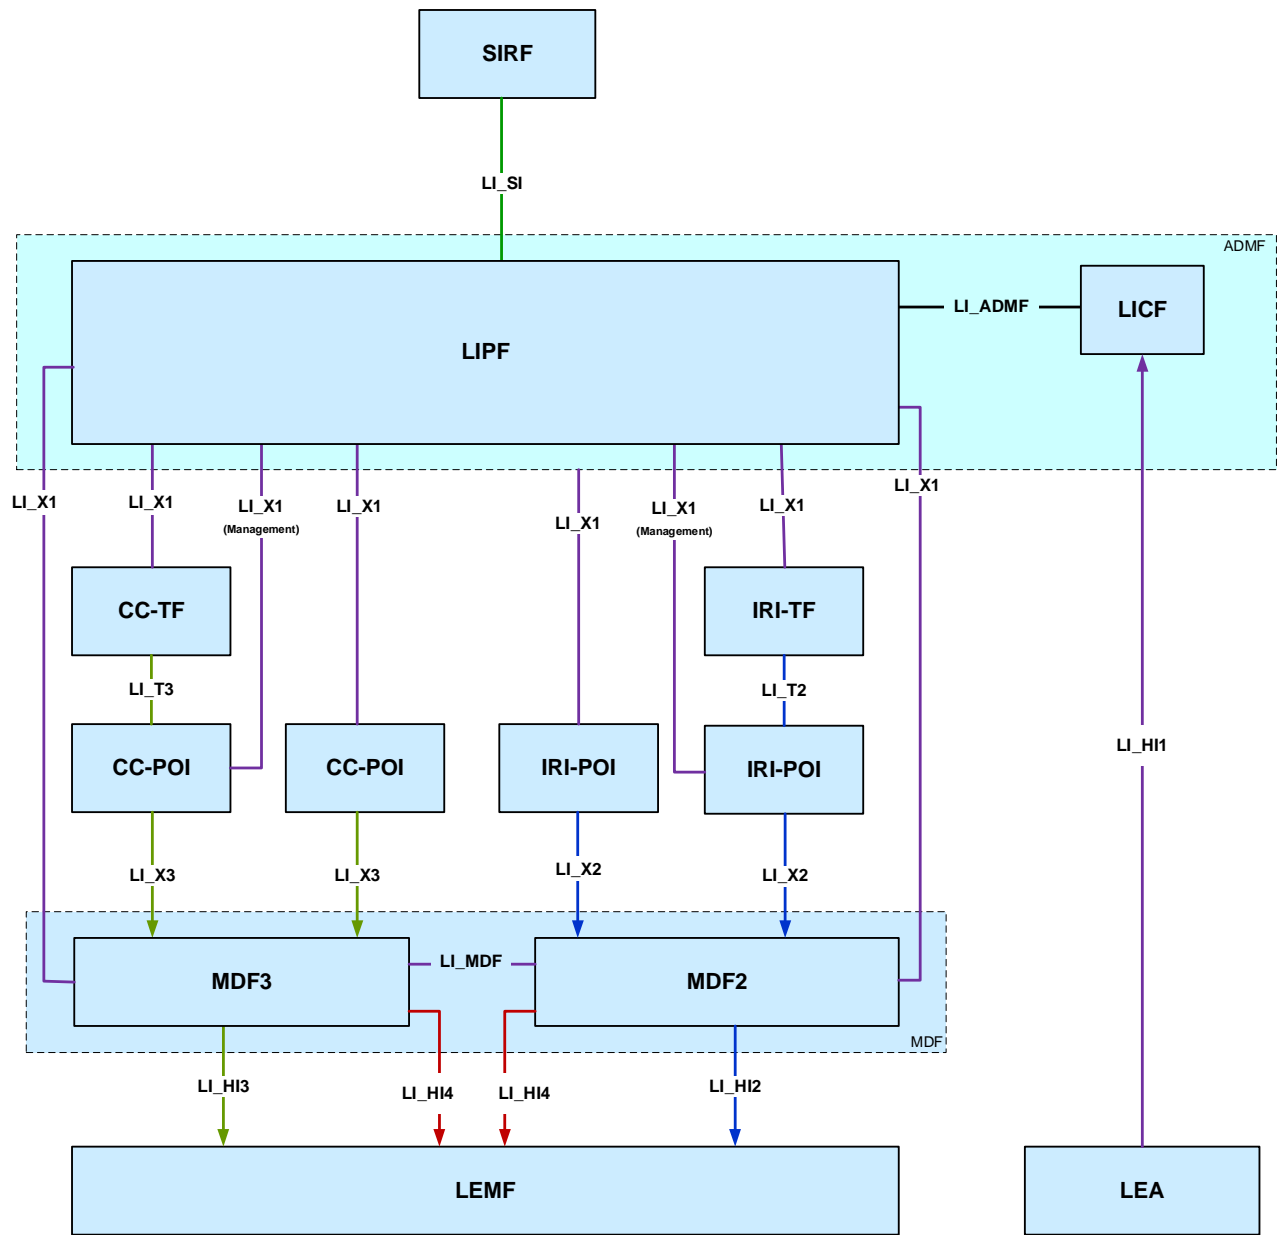 SIRF
LI_SI
ADMF
LI_ADMF
LICF
LIPF
LI_X1
LI_X1
LI_X1
(Management)
LI_X1
LI_X1
LI_X1
(Management)
LI_X1
LI_X1
CC-TF
IRI-TF
LI_T3
LI_T2
CC-POI
CC-POI
IRI-POI
IRI-POI
LI_HI1
LI_X3
LI_X3
LI_X2
LI_X2
MDF3
LI_MDF
MDF2
MDF
LI_HI3
LI_HI4
LI_HI4
LI_HI2
LEMF
LEA